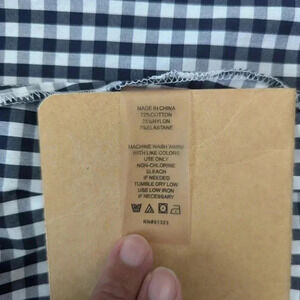 MADE IN CHINA
72%COTTON
25%NYLON
3%ELASTANE
MACHINE WASH WARM
WITH LIKE COLORS
USE ONLY
NON-CHLORINE
BLEACH
IF NEEDED
TUMBLE DRY LOW
USE LOW IRON
IF NECESSARY